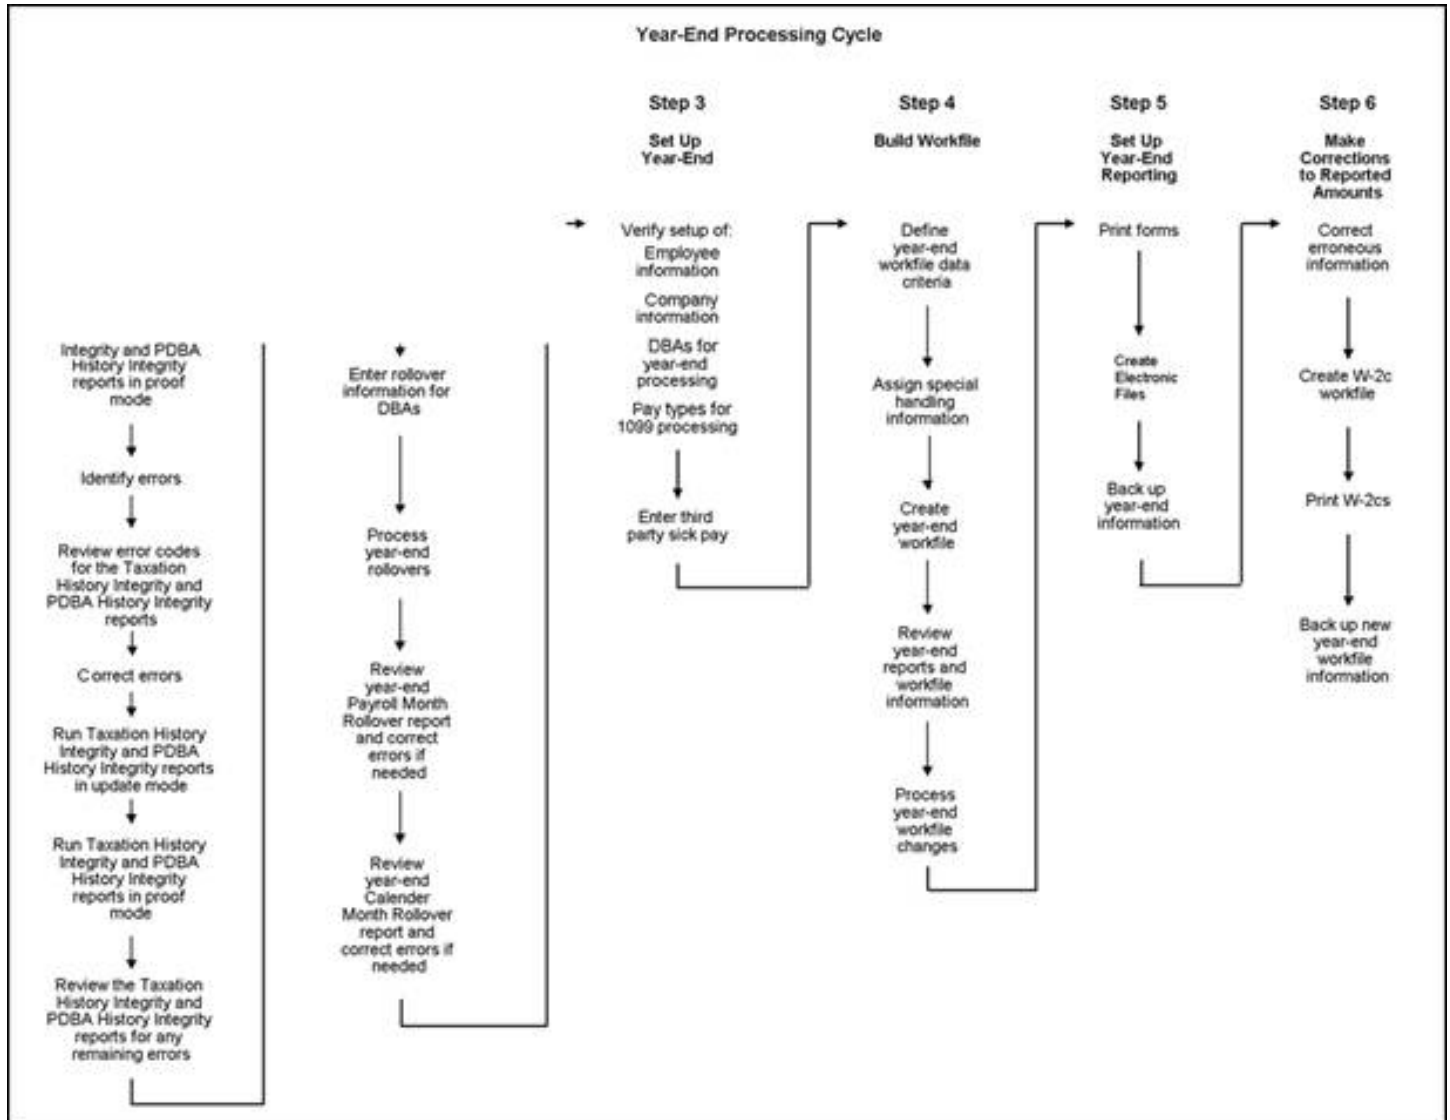 Year-End Processing Cycle
Integrity and PDBA
History Integrity
reports in proof
mode
Identify errors
Review error codes
for the Taxation
History Integrity and
PDBA History Integrity
reports
Correct errors
Run Taxation History
Integrity and PDBA
History Integrity reports
in update mode
Run Taxation History
Integrity and PDBA
History Integrity
reports in proof
mode
Review the Taxation
History Integrity and
PDBA History Integrity
reports for any
remaining errors
Enter rollover
information for
DBAs
Process
year-end
rollovers
Review
year-end
Payroll Month
Rollover report
and correct
errors if
needed
Review
year-end
Calender
Month Rollover
report and
correct errors if
needed
Step 3
Set Up
Year-End
Verify setup of:
Employee
information
Company
information
DBAs for
year-end
processing
Pay types for
1099 processing
Enter third
party sick pay
Step 4
Build Workfile
Define
year-end
workfile data
criteria
Assign special
handling
information
Create
year-end
workfile
Review
year-end
reports and
workfile
information
Process
year-end
workfile
changes
Step 5
Set Up
Year-End
Reporting
Print forms
Create
Electronic
Files
Back up
year-end
information
Step 6
Make
Corrections
to Reported
Amounts
Correct
erroneous
information
Create W-2c
workfile
Print W-2cs
Back up new
year-end
workfile
information